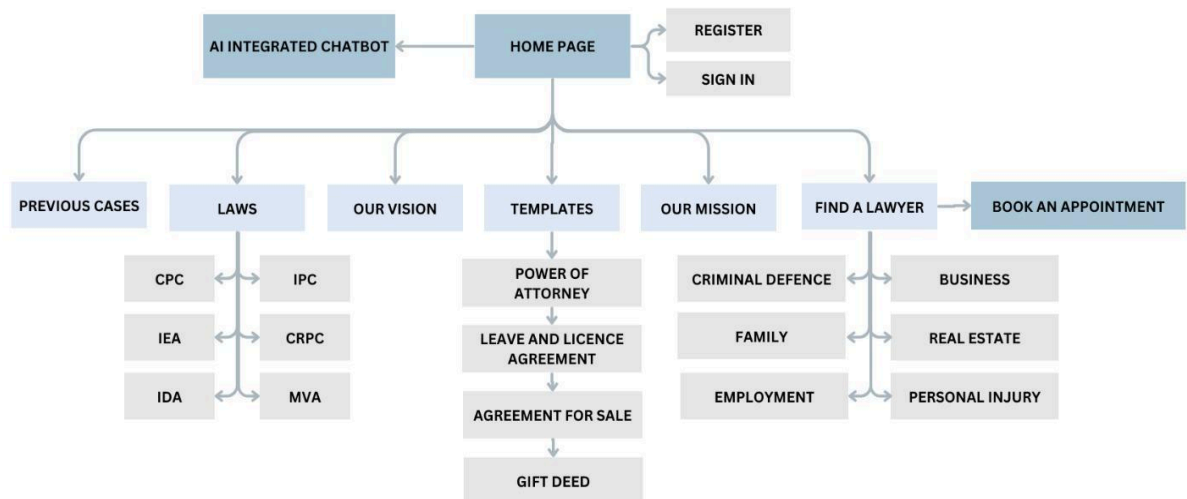 REGISTER
AI INTEGRATED CHATBOT
HOME PAGE
SIGN IN
PREVIOUS CASES
LAWS
OUR VISION
TEMPLATES
OUR MISSION
FIND A LAWYER
BOOK AN APPOINTMENT
CPC
IPC
IEA
CRPC
IDA
MVA
POWER OF
ATTORNEY
LEAVE AND LICENCE
AGREEMENT
AGREEMENT FOR SALE
GIFT DEED
CRIMINAL DEFENCE
BUSINESS
FAMILY
REAL ESTATE
EMPLOYMENT
PERSONAL INJURY